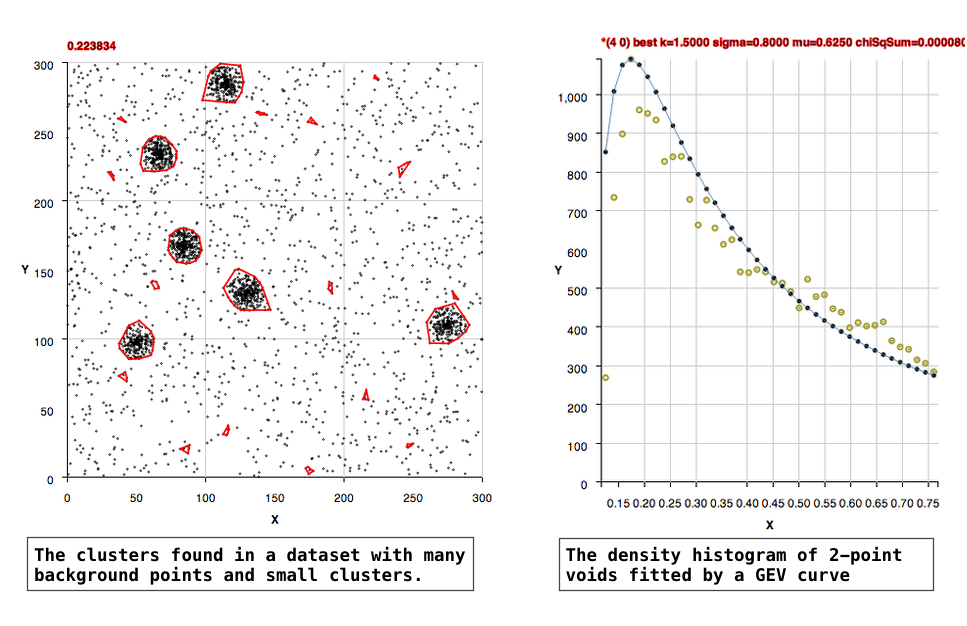 0.223834
300
250
200
150
100
50
0
Y
0 50 100 150 200 250 300
X
The clusters found in a dataset with many
background points and small clusters.
*(4 0) best k=1.5000 sigma=0.8000 mu=0.6250 chiSqSum=0.000080
1,000
900
800
700
600
500
400
300
200
100
0
Y
0.15 0.20 0.25 0.30 0.35 0.40 0.45 0.50 0.55 0.60 0.65 0.70 0.75
X
The density histogram of 2-point
voids fitted by a GEV curve